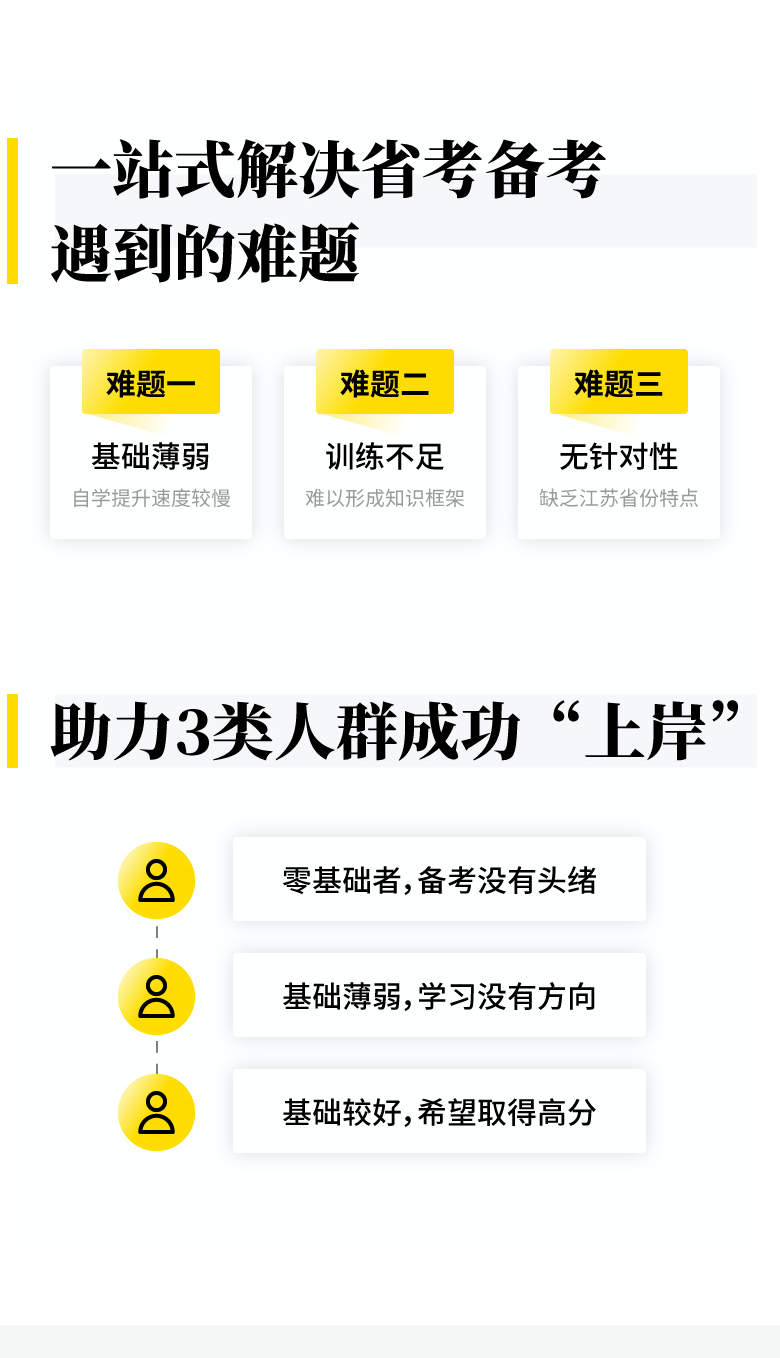 一站式解决省考备考
遇到的难题
难题一
基础薄弱
自学提升速度较慢
难题二
训练不足
难以形成知识框架
难题三
无针对性
缺乏江苏省份特点
助力3类人群成功“上岸”
零基础者，备考没有头绪
基础薄弱，学习没有方向
基础较好，希望取得高分